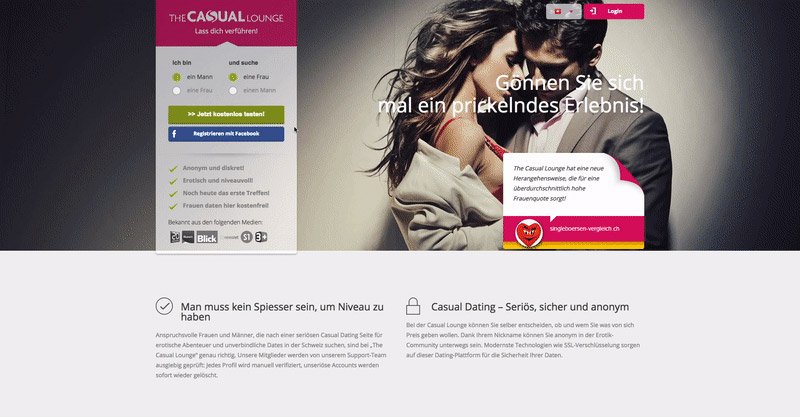 THE CASUAL LOUNGE
Lass dich verführen!
Ich bin
und suche
ein Mann
eine Frau
eine Frau
einen Mann
>> Jetzt kostenlos testen!
Registrieren mit Facebook
Anonym und diskret!
Erotisch und niveauvoll!
Noch heute das erste Treffen!
Frauen daten hier kostenfrei!
Bekannt aus den folgenden Medien:
Blick
3+
Login
Gönnen Sie sich
mal ein prickelndes Erlebnis!
The Casual Lounge hat eine neue
Herangehensweise, die für eine
überdurchschnittlich hohe
Frauenquote sorgt!
singleboersen-vergleich.ch
Man muss kein Spiesser sein, um Niveau zu
haben
Anspruchsvolle Frauen und Männer, die nach einer seriösen Casual Dating Seite für
erotische Abenteuer und unverbindliche Dates in der Schweiz suchen, sind bei „The
Casual Lounge" genau richtig. Unsere Mitglieder werden von unserem Support-Team
ausgiebig geprüft: Jedes Profil wird manuell verifiziert, unseriöse Accounts werden
sofort wieder gelöscht.
Casual Dating – Seriös, sicher und anonym
Bei der Casual Lounge können Sie selber entscheiden, ob und wem Sie was von sich
Preis geben wollen. Dank Ihrem Nickname können Sie anonym in der Erotik-
Community unterwegs sein. Modernste Technologien wie SSL-Verschlüsselung sorgen
auf dieser Dating-Plattform für die Sicherheit Ihrer Daten.